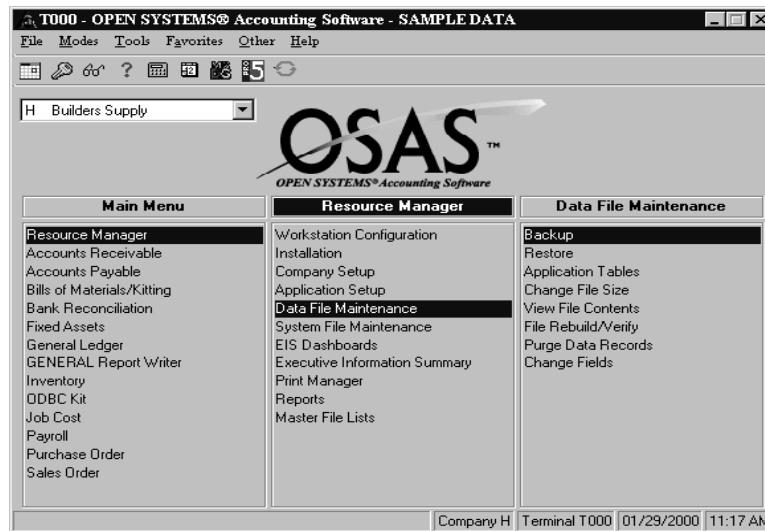 T000 - OPEN SYSTEMS® Accounting Software - SAMPLE DATA
File Modes Tools Favorites Other Help
H Builders Supply
OSAS™
OPEN SYSTEMS® Accounting Software
Main Menu
Resource Manager
Accounts Receivable
Accounts Payable
Bills of Materials/Kitting
Bank Reconciliation
Fixed Assets
General Ledger
GENERAL Report Writer
Inventory
ODBC Kit
Job Cost
Payroll
Purchase Order
Sales Order
Resource Manager
Workstation Configuration
Installation
Company Setup
Application Setup
Data File Maintenance
System File Maintenance
EIS Dashboards
Executive Information Summary
Print Manager
Reports
Master File Lists
Data File Maintenance
Backup
Restore
Application Tables
Change File Size
View File Contents
File Rebuild/Verify
Purge Data Records
Change Fields
Company H Terminal T000 01/29/2000 11:17 AM